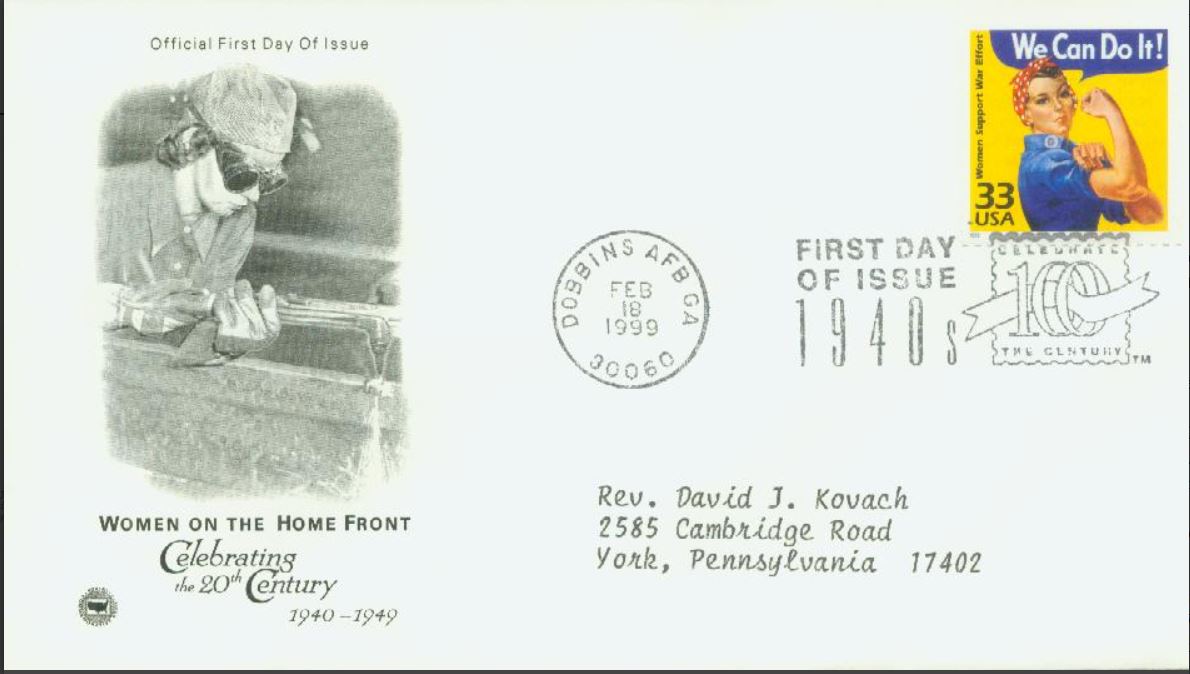 Official First Day Of Issue
We Can Do It!
Women Support War Effort
33
USA
DOBBINS AFB GA
FEB
18
1999
30060
FIRST DAY
OF ISSUE
1940s
CELEBRATE
100
THE CENTURY
TM
Rev. David J. Kovach
2585 Cambridge Road
York, Pennsylvania 17402
WOMEN ON THE HOME FRONT
Celebrating
the 20th Century
1940–1949